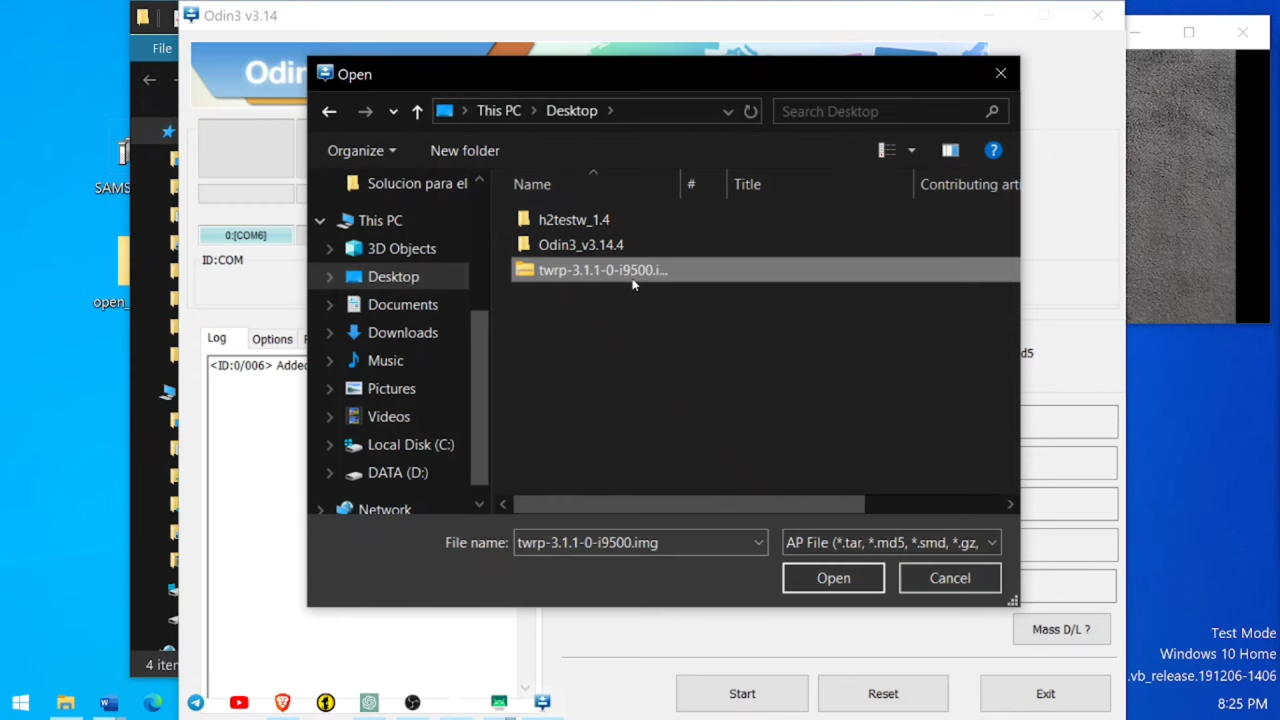 Odin3 v3.14
File
Odin
Open
This PC
Desktop
Search Desktop
Organize
New folder
Name
#
Title
Contributing arti
Solucion para el
This PC
3D Objects
Desktop
Documents
Downloads
Music
Pictures
Videos
Local Disk (C:)
DATA (D:)
Network
h2testw_1.4
Odin3_v3.14.4
twrp-3.1.1-0-i9500.i...
File name:
twrp-3.1.1-0-i9500.img
AP File (*.tar, *.md5, *.smd, *.gz,
Open
Cancel
SAMS
open_
0:[COM6]
ID:COM
Log
Options
<ID:0/006> Added
d5
4 iten
Mass D/L ?
Start
Reset
Exit
Test Mode
Windows 10 Home
.vb_release.191206-1406
8:25 PM